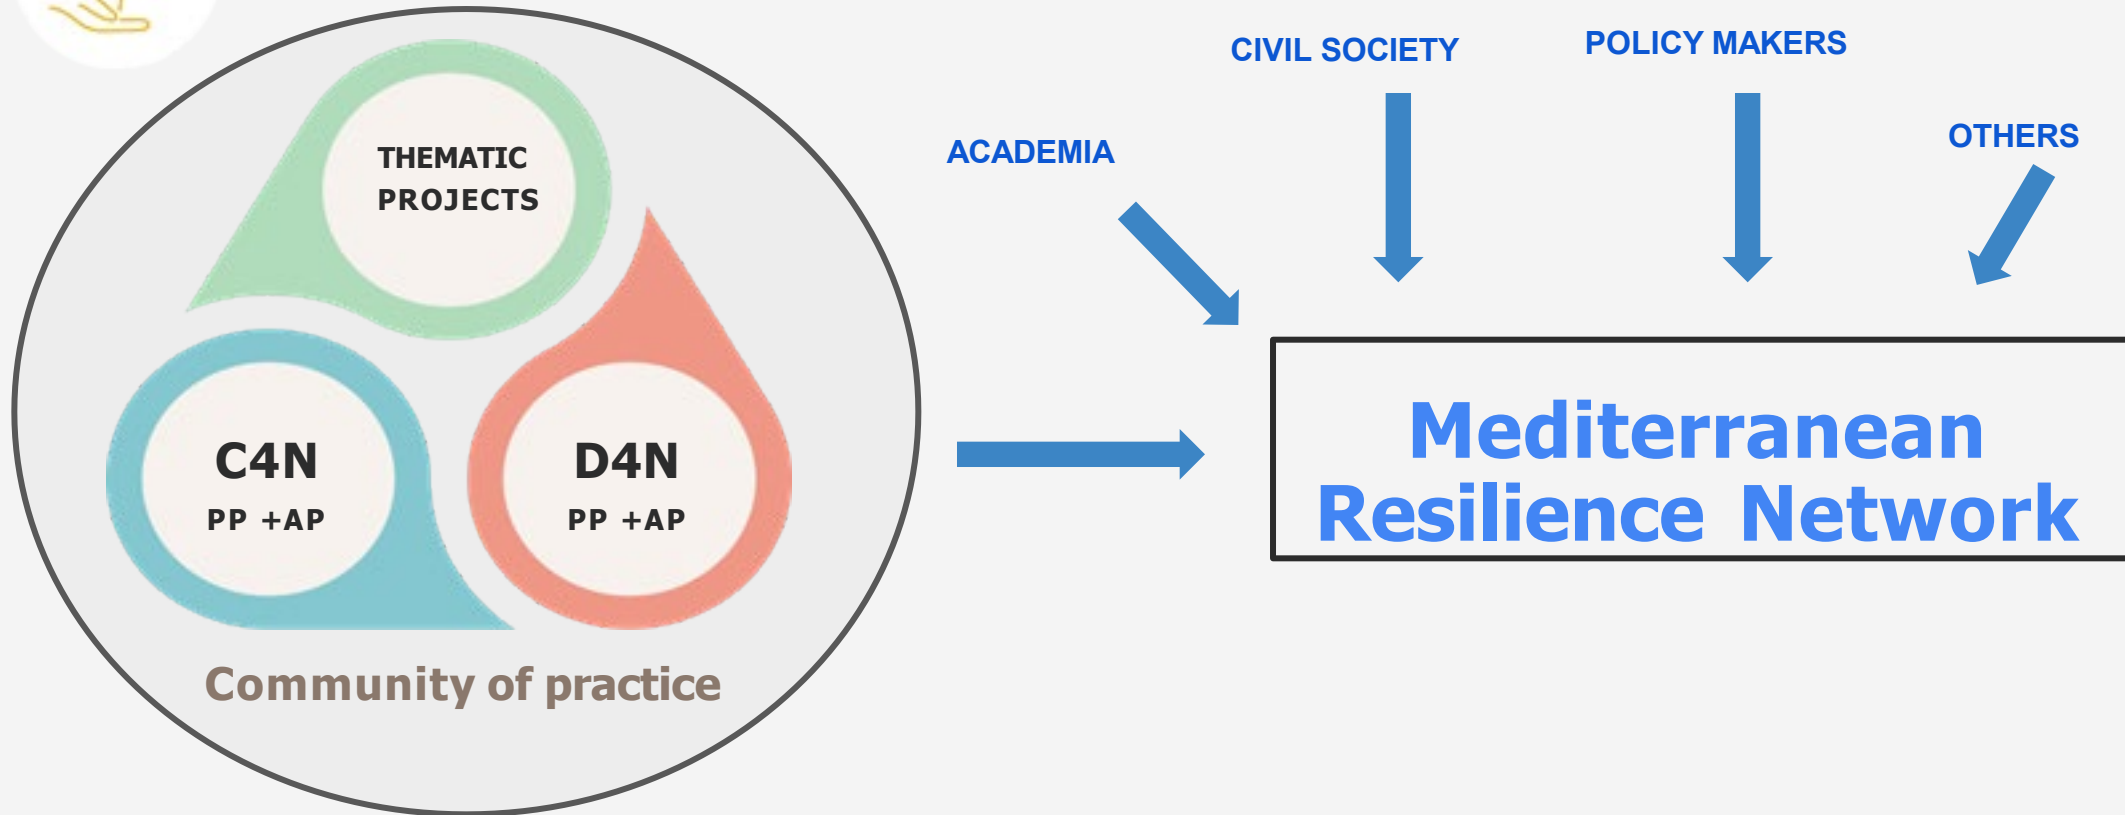 THEMATIC
PROJECTS
C4N
PP +AP
D4N
PP +AP
Community of practice
ACADEMIA
CIVIL SOCIETY
POLICY MAKERS
OTHERS
Mediterranean
Resilience Network